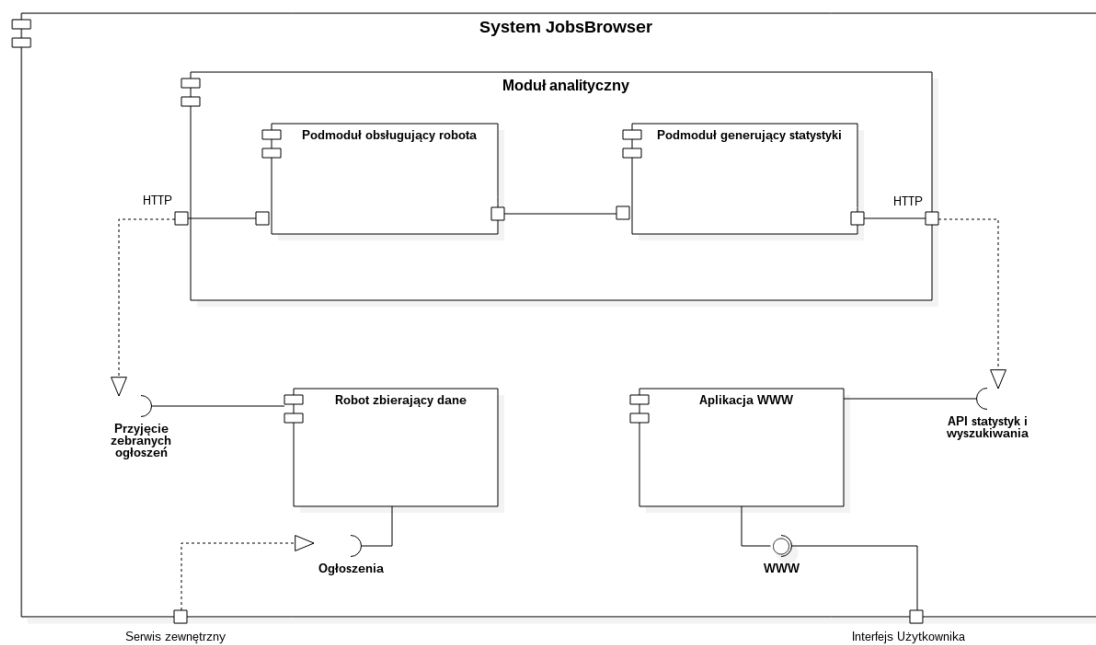 System JobsBrowser
Moduł analityczny
Podmoduł obsługujący robota
Podmoduł generujący statystyki
HTTP
HTTP
Robot zbierający dane
Aplikacja WWW
Przyjęcie
zebranych
ogłoszeń
API statystyk i
wyszukiwania
Ogłoszenia
WWW
Serwis zewnętrzny
Interfejs Użytkownika